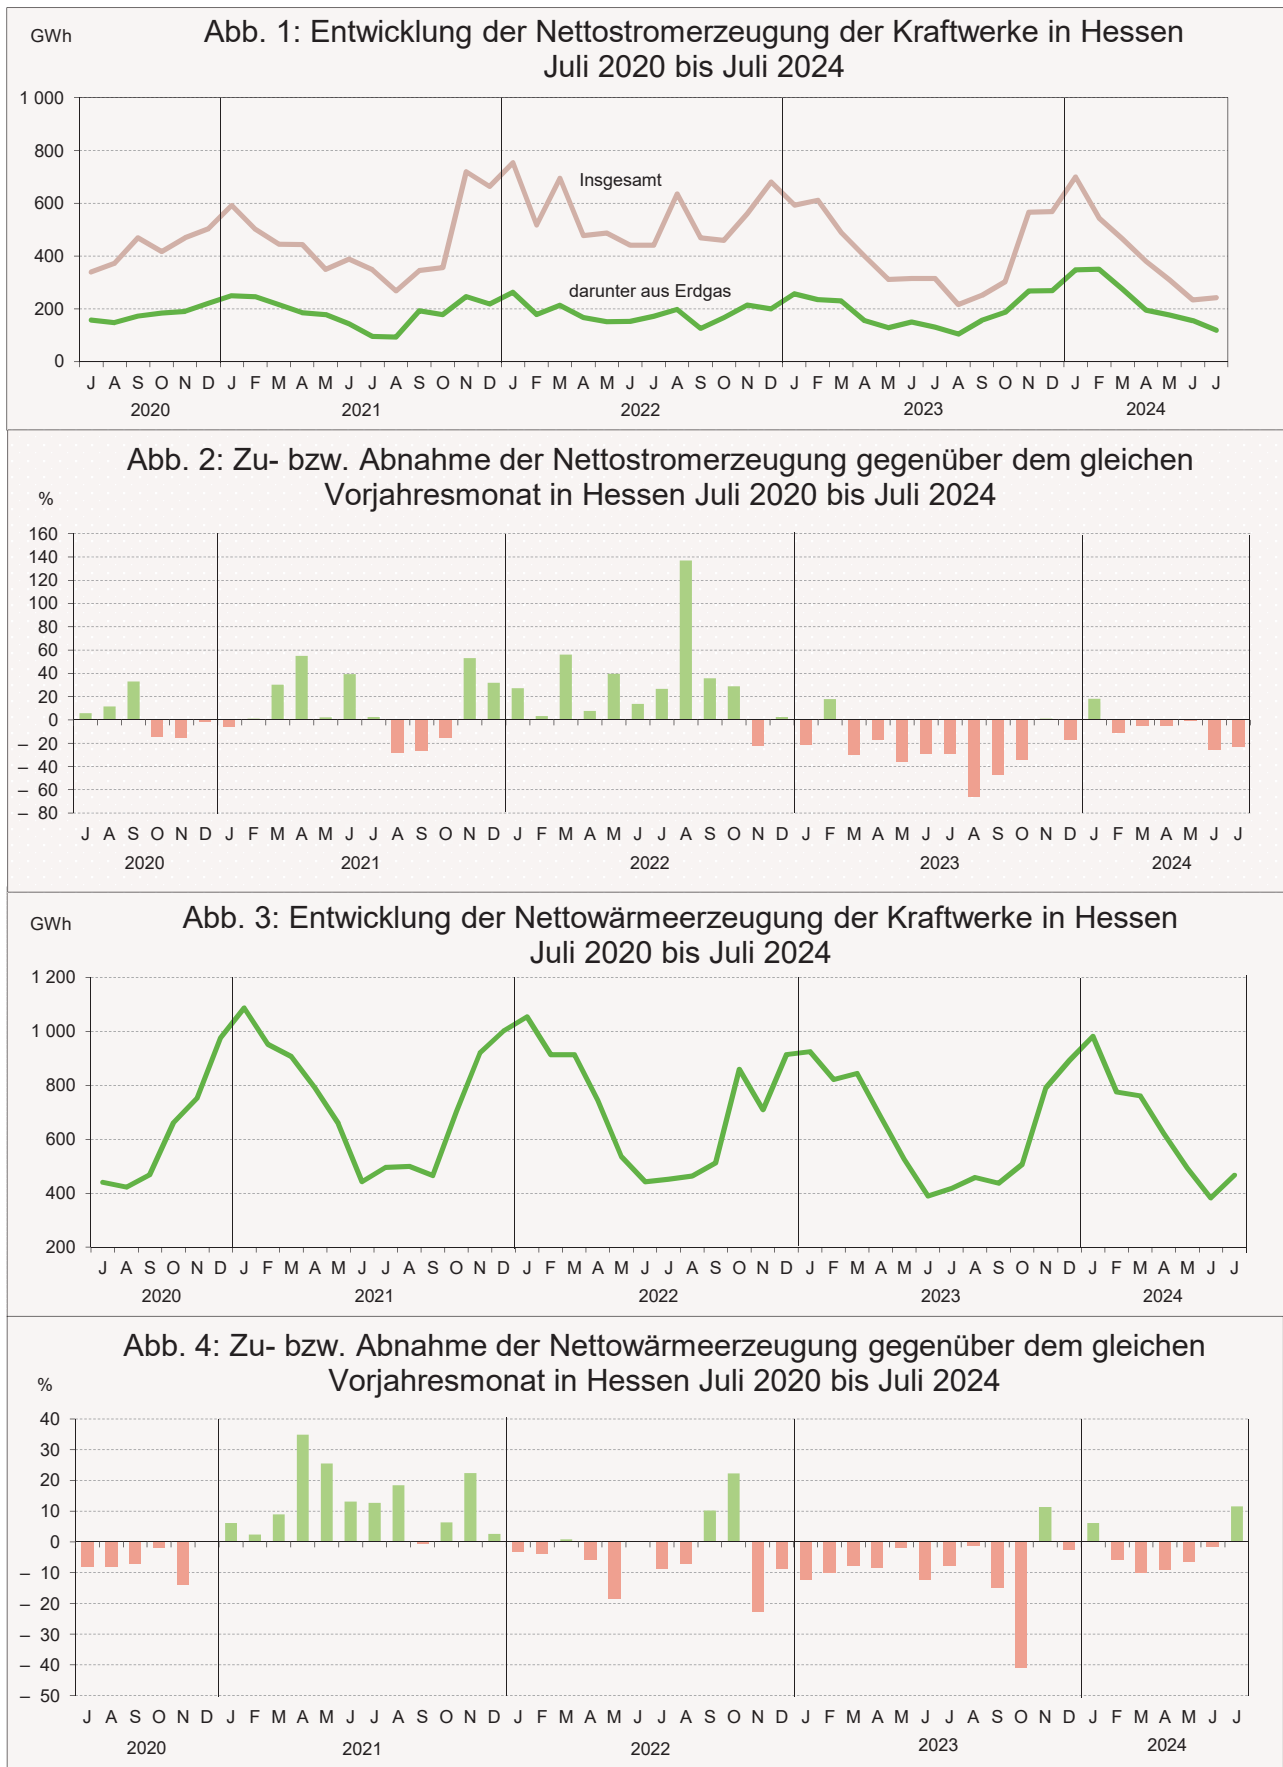 GWh
Abb. 1: Entwicklung der Nettostromerzeugung der Kraftwerke in Hessen
Juli 2020 bis Juli 2024
1 000
800
600
400
200
0
Insgesamt
darunter aus Erdgas
J A S O N D J F M A M J J A S O N D J F M A M J J A S O N D J F M A M J J A S O N D J F M A M J J
2020 2021 2022 2023 2024
Abb. 2: Zu- bzw. Abnahme der Nettostromerzeugung gegenüber dem gleichen
Vorjahresmonat in Hessen Juli 2020 bis Juli 2024
%
160
140
120
100
80
60
40
20
0
– 20
– 40
– 60
– 80
J A S O N D J F M A M J J A S O N D J F M A M J J A S O N D J F M A M J J A S O N D J F M A M J J
2020 2021 2022 2023 2024
GWh
Abb. 3: Entwicklung der Nettowärmeerzeugung der Kraftwerke in Hessen
Juli 2020 bis Juli 2024
1 200
1 000
800
600
400
200
J A S O N D J F M A M J J A S O N D J F M A M J J A S O N D J F M A M J J A S O N D J F M A M J J
2020 2021 2022 2023 2024
Abb. 4: Zu- bzw. Abnahme der Nettowärmeerzeugung gegenüber dem gleichen
Vorjahresmonat in Hessen Juli 2020 bis Juli 2024
%
40
30
20
10
0
– 10
– 20
– 30
– 40
– 50
J A S O N D J F M A M J J A S O N D J F M A M J J A S O N D J F M A M J J A S O N D J F M A M J J
2020 2021 2022 2023 2024